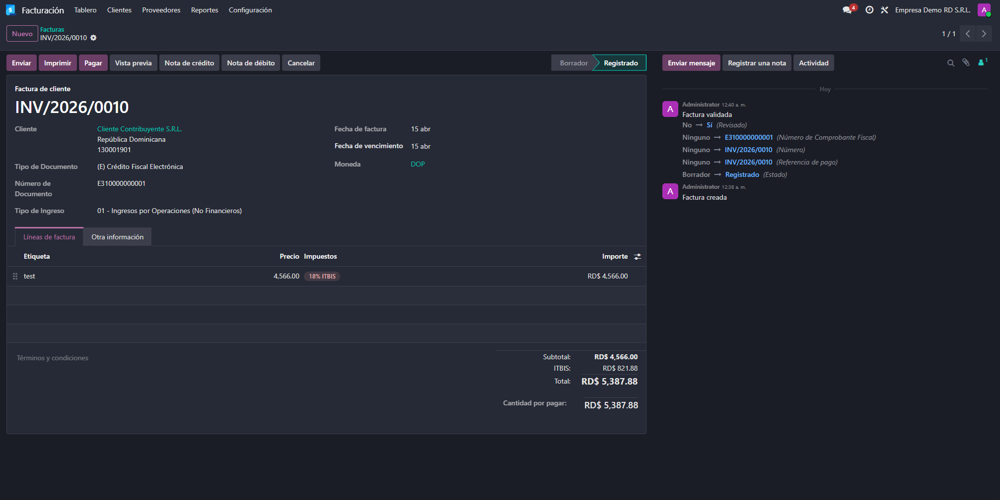 Facturación Tablero Clientes Proveedores Reportes Configuración
4 Empresa Demo RD S.R.L. A
Nuevo
Facturas
INV/2026/0010
1 / 1
Enviar Imprimir Pagar Vista previa Nota de crédito Nota de débito Cancelar
Borrador Registrado
Factura de cliente
INV/2026/0010
Cliente
Cliente Contribuyente S.R.L.
República Dominicana
130001901
Tipo de Documento (E) Crédito Fiscal Electrónica
Número de Documento E310000000001
Tipo de Ingreso 01 - Ingresos por Operaciones (No Financieros)
Fecha de factura 15 abr
Fecha de vencimiento 15 abr
Moneda DOP
Líneas de factura Otra información
Etiqueta Precio Impuestos Importe
test 4,566.00 18% ITBIS RD$ 4,566.00
Términos y condiciones
Subtotal: RD$ 4,566.00
ITBIS: RD$ 821.88
Total: RD$ 5,387.88
Cantidad por pagar: RD$ 5,387.88
Enviar mensaje Registrar una nota Actividad
1
Hoy
A
Administrator 12:40 a. m.
Factura validada
No → Sí (Revisado)
Ninguno → E310000000001 (Número de Comprobante Fiscal)
Ninguno → INV/2026/0010 (Número)
Ninguno → INV/2026/0010 (Referencia de pago)
Borrador → Registrado (Estado)
A
Administrator 12:38 a. m.
Factura creada